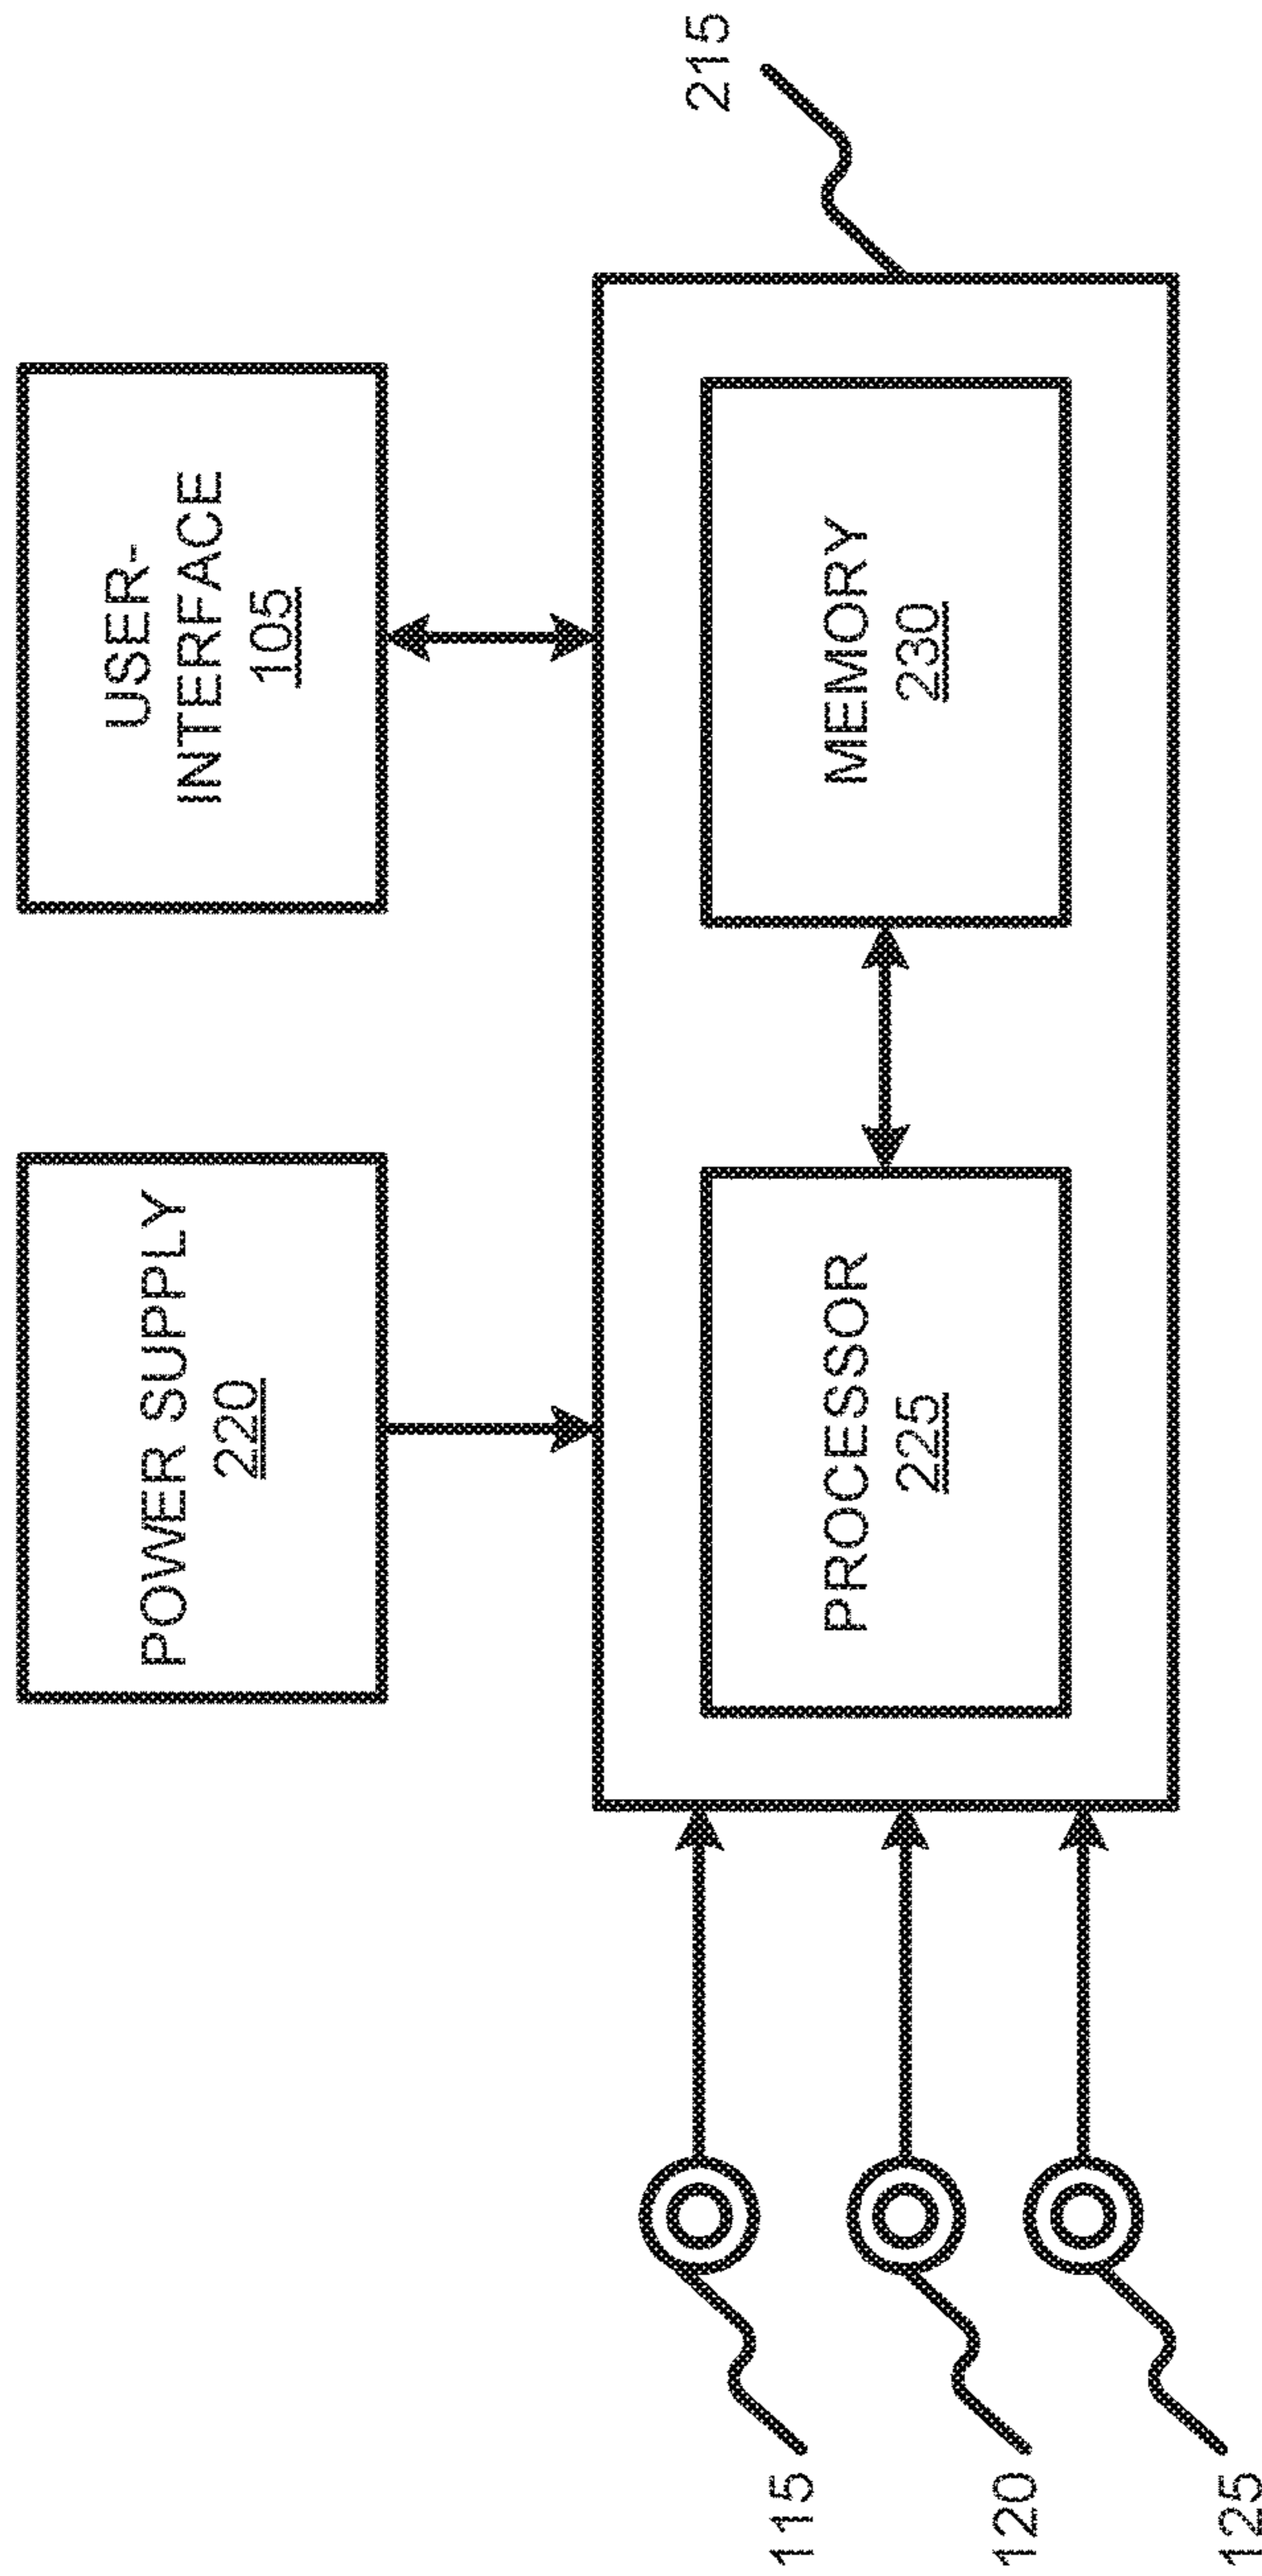 POWER SUPPLY
220
USER-
INTERFACE
105
215
PROCESSOR
225
MEMORY
230
115
120
125